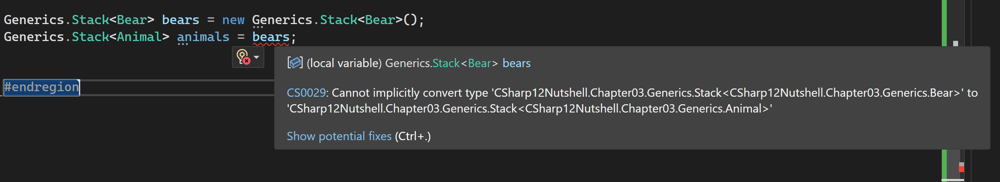 Generics.Stack<Bear> bears = new Generics.Stack<Bear>();
Generics.Stack<Animal> animals = bears;
(local variable) Generics.Stack<Bear> bears
#endregion
CS0029: Cannot implicitly convert type 'CSharp12Nutshell.Chapter03.Generics.Stack<CSharp12Nutshell.Chapter03.Generics.Bear>' to
'CSharp12Nutshell.Chapter03.Generics.Stack<CSharp12Nutshell.Chapter03.Generics.Animal>'
Show potential fixes (Ctrl+.)